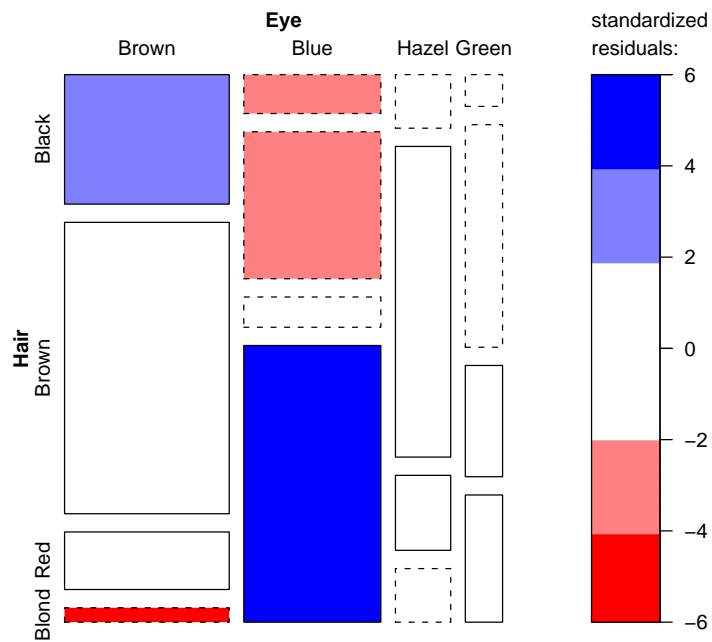 Eye
Brown Blue Hazel Green
Hair
Black
Brown
Red
Blond
standardized
residuals:
6
4
2
0
−2
−4
−6